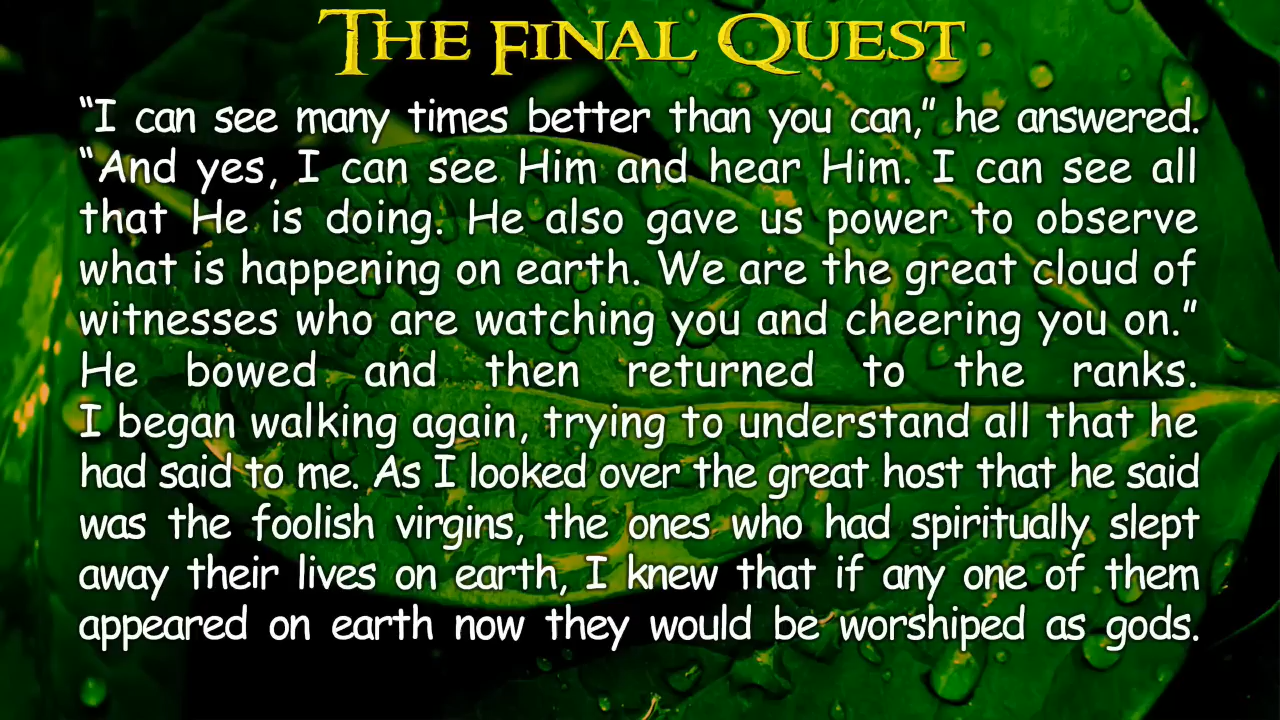 The Final Quest
“I can see many times better than you can,” he answered.
“And yes, I can see Him and hear Him. I can see all
that He is doing. He also gave us power to observe
what is happening on earth. We are the great cloud of
witnesses who are watching you and cheering you on.”
He bowed and then returned to the ranks.
I began walking again, trying to understand all that he
had said to me. As I looked over the great host that he said
was the foolish virgins, the ones who had spiritually slept
away their lives on earth, I knew that if any one of them
appeared on earth now they would be worshiped as gods.